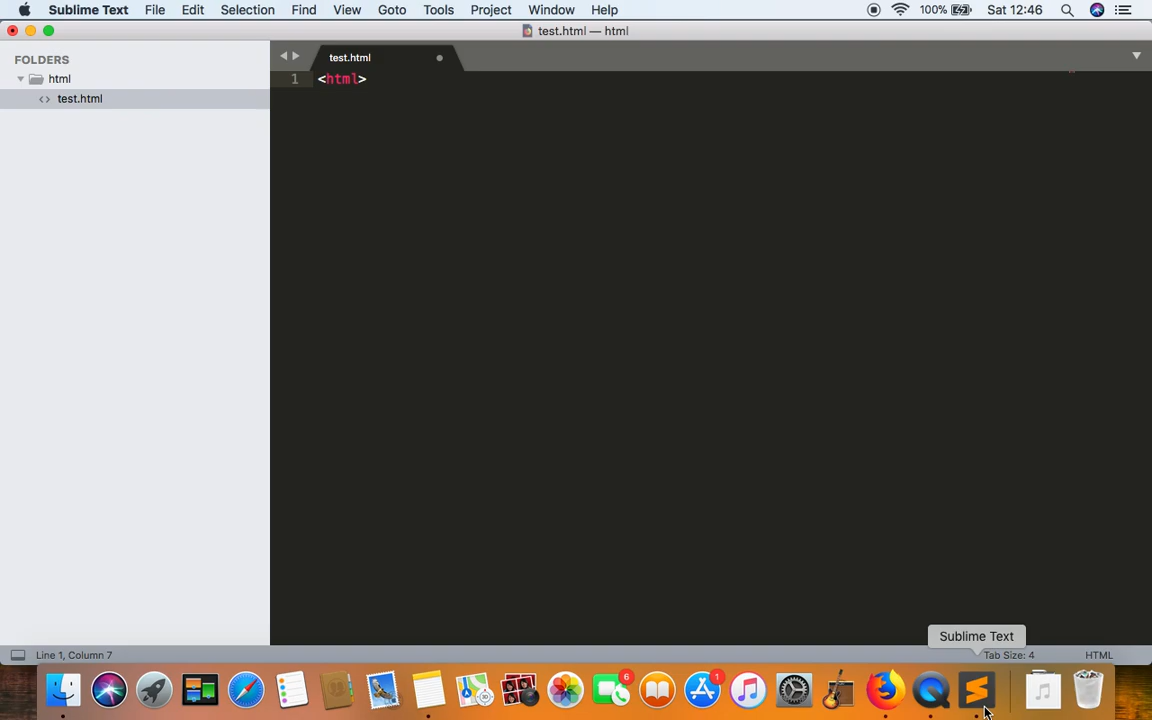 Sublime Text File Edit Selection Find View Goto Tools Project Window Help 100% Sat 12:46
test.html — html
FOLDERS
html
test.html
test.html
1 <html>
Sublime Text
Line 1, Column 7 Tab Size: 4 HTML
6
1